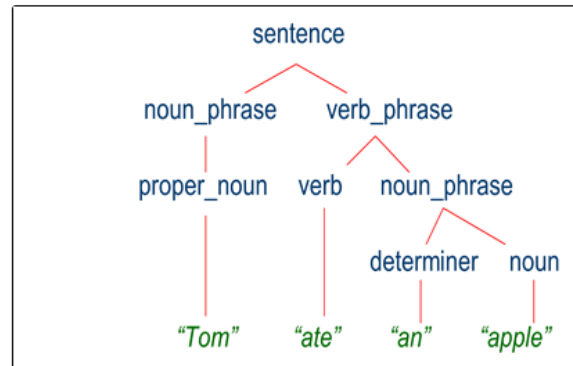 sentence
noun_phrase verb_phrase
proper_noun verb noun_phrase
determiner noun
“Tom” “ate” “an” “apple”